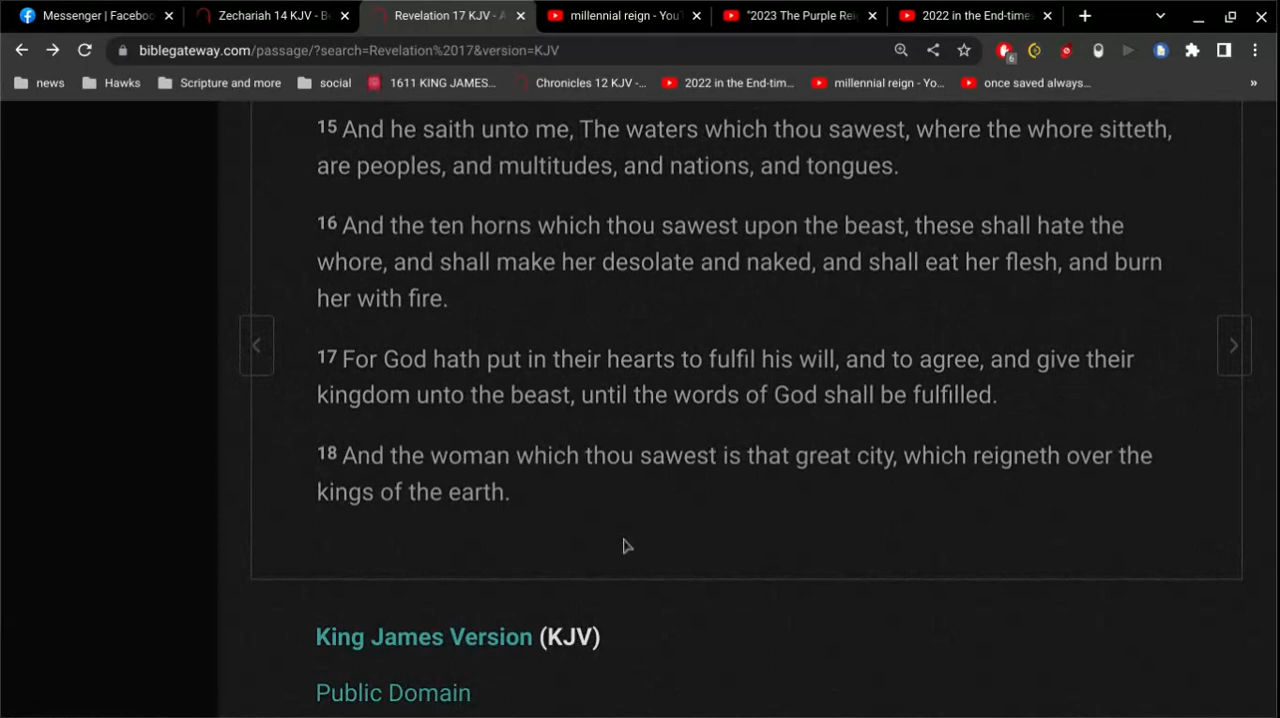 Messenger | Faceboo
Zechariah 14 KJV - B
Revelation 17 KJV - A
millennial reign - You
"2023 The Purple Rei
2022 in the End-time
biblegateway.com/passage/?search=Revelation%2017&version=KJV
6
news
Hawks
Scripture and more
social
1611 KING JAMES...
Chronicles 12 KJV -...
2022 in the End-tim...
millennial reign - Yo...
once saved always...
»
15 And he saith unto me, The waters which thou sawest, where the whore sitteth,
are peoples, and multitudes, and nations, and tongues.
16 And the ten horns which thou sawest upon the beast, these shall hate the
whore, and shall make her desolate and naked, and shall eat her flesh, and burn
her with fire.
17 For God hath put in their hearts to fulfil his will, and to agree, and give their
kingdom unto the beast, until the words of God shall be fulfilled.
18 And the woman which thou sawest is that great city, which reigneth over the
kings of the earth.
King James Version (KJV)
Public Domain